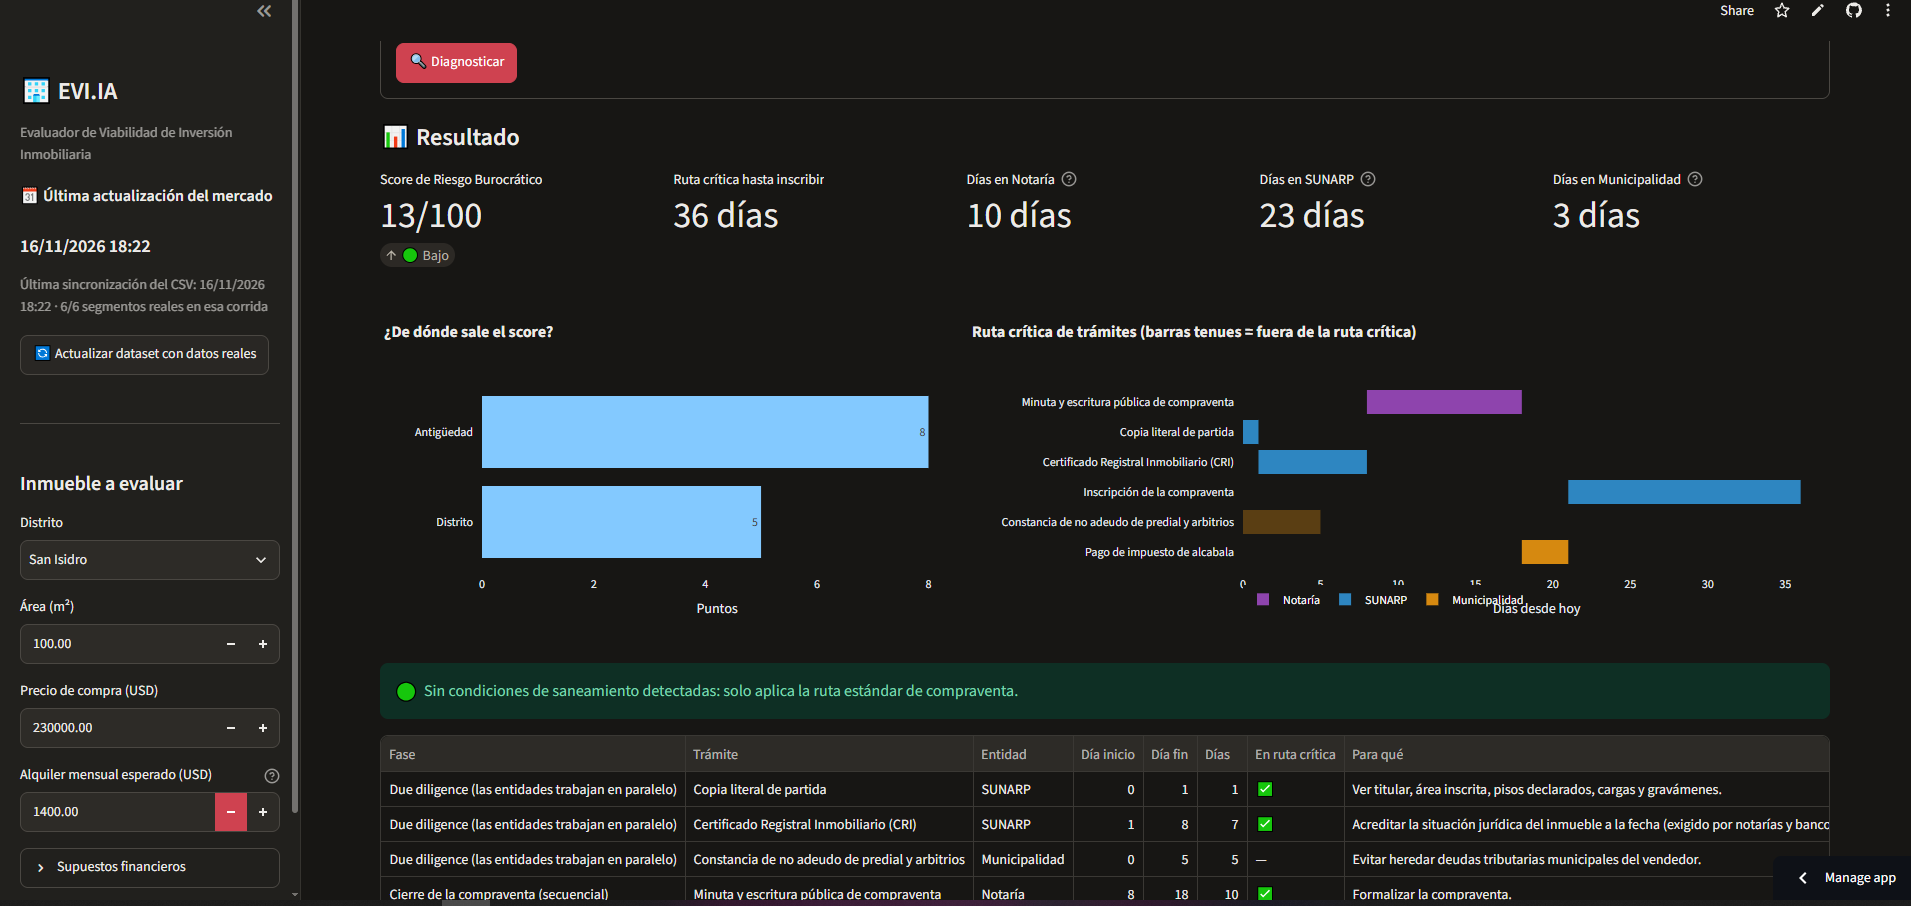 Share
EVI.IA
Evaluador de Viabilidad de Inversión
Inmobiliaria
Última actualización del mercado
16/11/2026 18:22
Última sincronización del CSV: 16/11/2026
18:22 · 6/6 segmentos reales en esa corrida
Actualizar dataset con datos reales
Inmueble a evaluar
Distrito
San Isidro
Área (m²)
100.00
Precio de compra (USD)
230000.00
Alquiler mensual esperado (USD)
1400.00
Supuestos financieros
Diagnosticar
Resultado
Score de Riesgo Burocrático
13/100
Bajo
Ruta crítica hasta inscribir
36 días
Días en Notaría
10 días
Días en SUNARP
23 días
Días en Municipalidad
3 días
¿De dónde sale el score?
Antigüedad 8
Distrito 5
0 2 4 6 8
Puntos
Ruta crítica de trámites (barras tenues = fuera de la ruta crítica)
Minuta y escritura pública de compraventa
Copia literal de partida
Certificado Registral Inmobiliario (CRI)
Inscripción de la compraventa
Constancia de no adeudo de predial y arbitrios
Pago de impuesto de alcabala
0 5 10 15 20 25 30 35
Notaría SUNARP Municipalidad
Días desde hoy
Sin condiciones de saneamiento detectadas: solo aplica la ruta estándar de compraventa.
Fase Trámite Entidad Día inicio Día fin Días En ruta crítica Para qué
Due diligence (las entidades trabajan en paralelo) Copia literal de partida SUNARP 0 1 1 ✅ Ver titular, área inscrita, pisos declarados, cargas y gravámenes.
Due diligence (las entidades trabajan en paralelo) Certificado Registral Inmobiliario (CRI) SUNARP 1 8 7 ✅ Acreditar la situación jurídica del inmueble a la fecha (exigido por notarías y banco
Due diligence (las entidades trabajan en paralelo) Constancia de no adeudo de predial y arbitrios Municipalidad 0 5 5 — Evitar heredar deudas tributarias municipales del vendedor.
Cierre de la compraventa (secuencial) Minuta y escritura pública de compraventa Notaría 8 18 10 ✅ Formalizar la compraventa.
Manage app